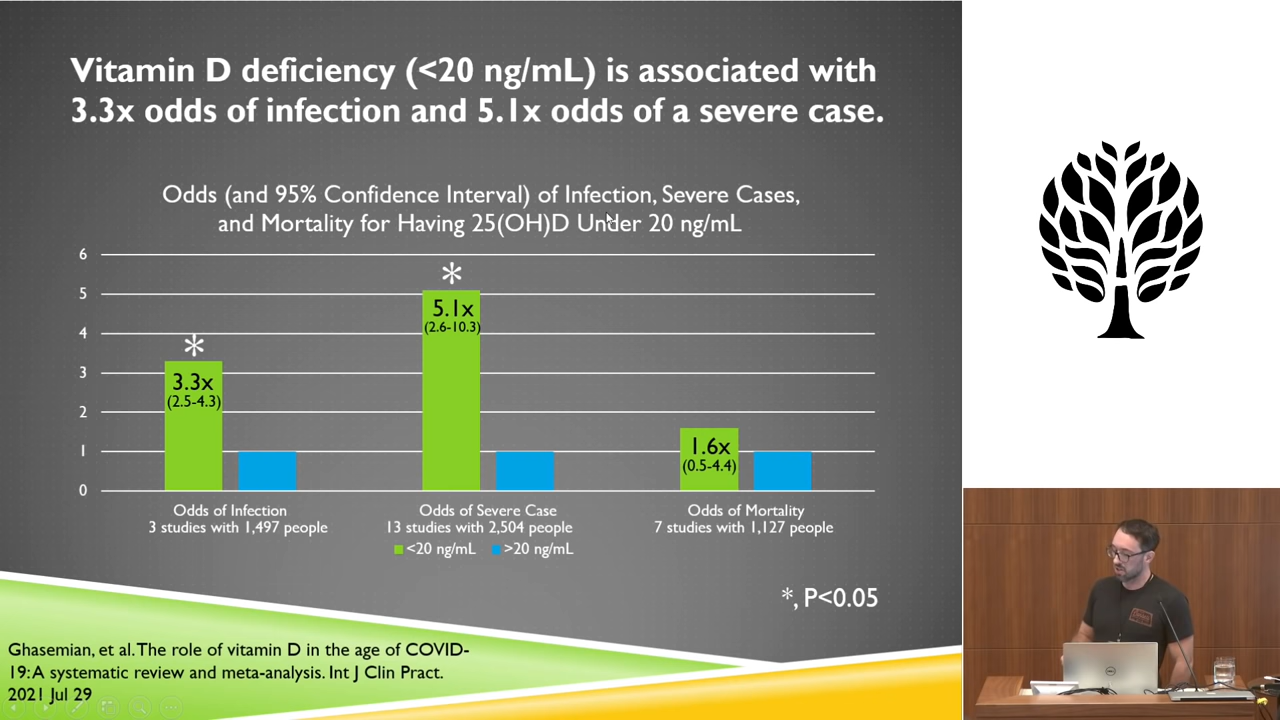 Vitamin D deficiency (<20 ng/mL) is associated with
3.3x odds of infection and 5.1x odds of a severe case.
Odds (and 95% Confidence Interval) of Infection, Severe Cases,
and Mortality for Having 25(OH)D Under 20 ng/mL
6
5
4
3
2
1
0
*
3.3x
(2.5-4.3)
*
5.1x
(2.6-10.3)
1.6x
(0.5-4.4)
Odds of Infection
3 studies with 1,497 people
Odds of Severe Case
13 studies with 2,504 people
Odds of Mortality
7 studies with 1,127 people
<20 ng/mL
>20 ng/mL
*, P<0.05
Ghasemian, et al. The role of vitamin D in the age of COVID-
19: A systematic review and meta-analysis. Int J Clin Pract.
2021 Jul 29
DELL